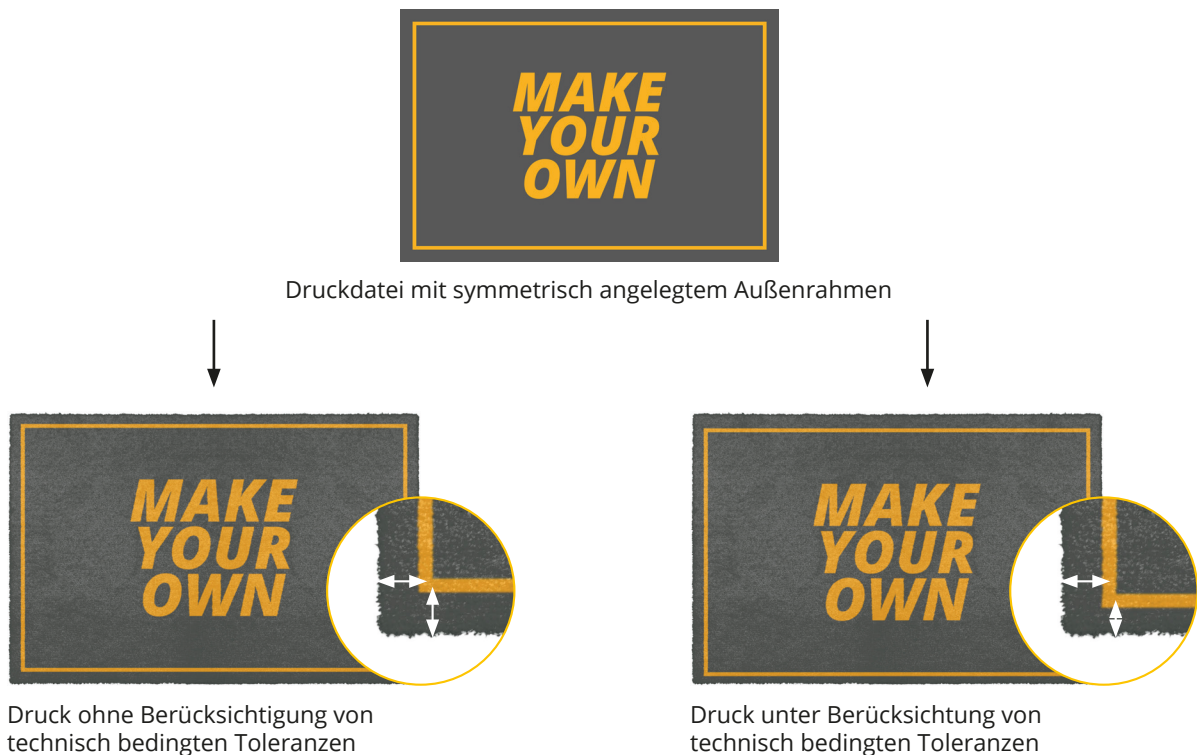 MAKE
YOUR
OWN
Druckdatei mit symmetrisch angelegtem Außenrahmen
MAKE
YOUR
OWN
Druck ohne Berücksichtigung von
technisch bedingten Toleranzen
MAKE
YOUR
OWN
Druck unter Berücksichtung von
technisch bedingten Toleranzen